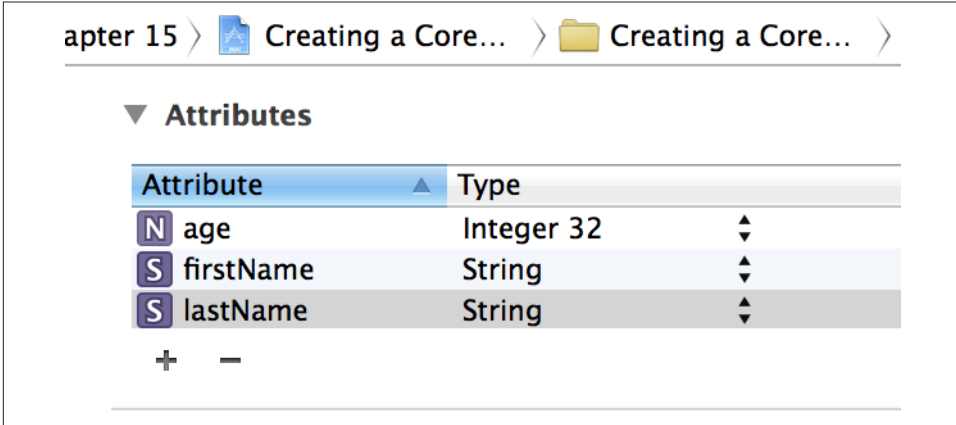 apter 15 Creating a Core... Creating a Core...
Attributes
Attribute Type
N age Integer 32
S firstName String
S lastName String
+ −